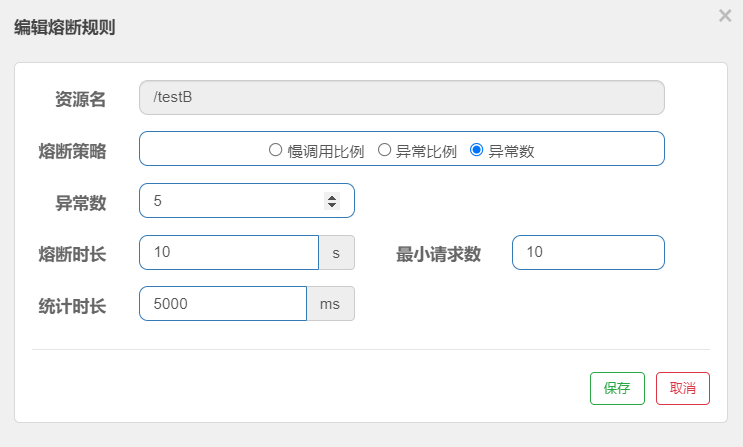 编辑熔断规则
×
资源名 /testB
熔断策略 慢调用比例 异常比例 异常数
异常数 5
熔断时长 10 s 最小请求数 10
统计时长 5000 ms
保存 取消